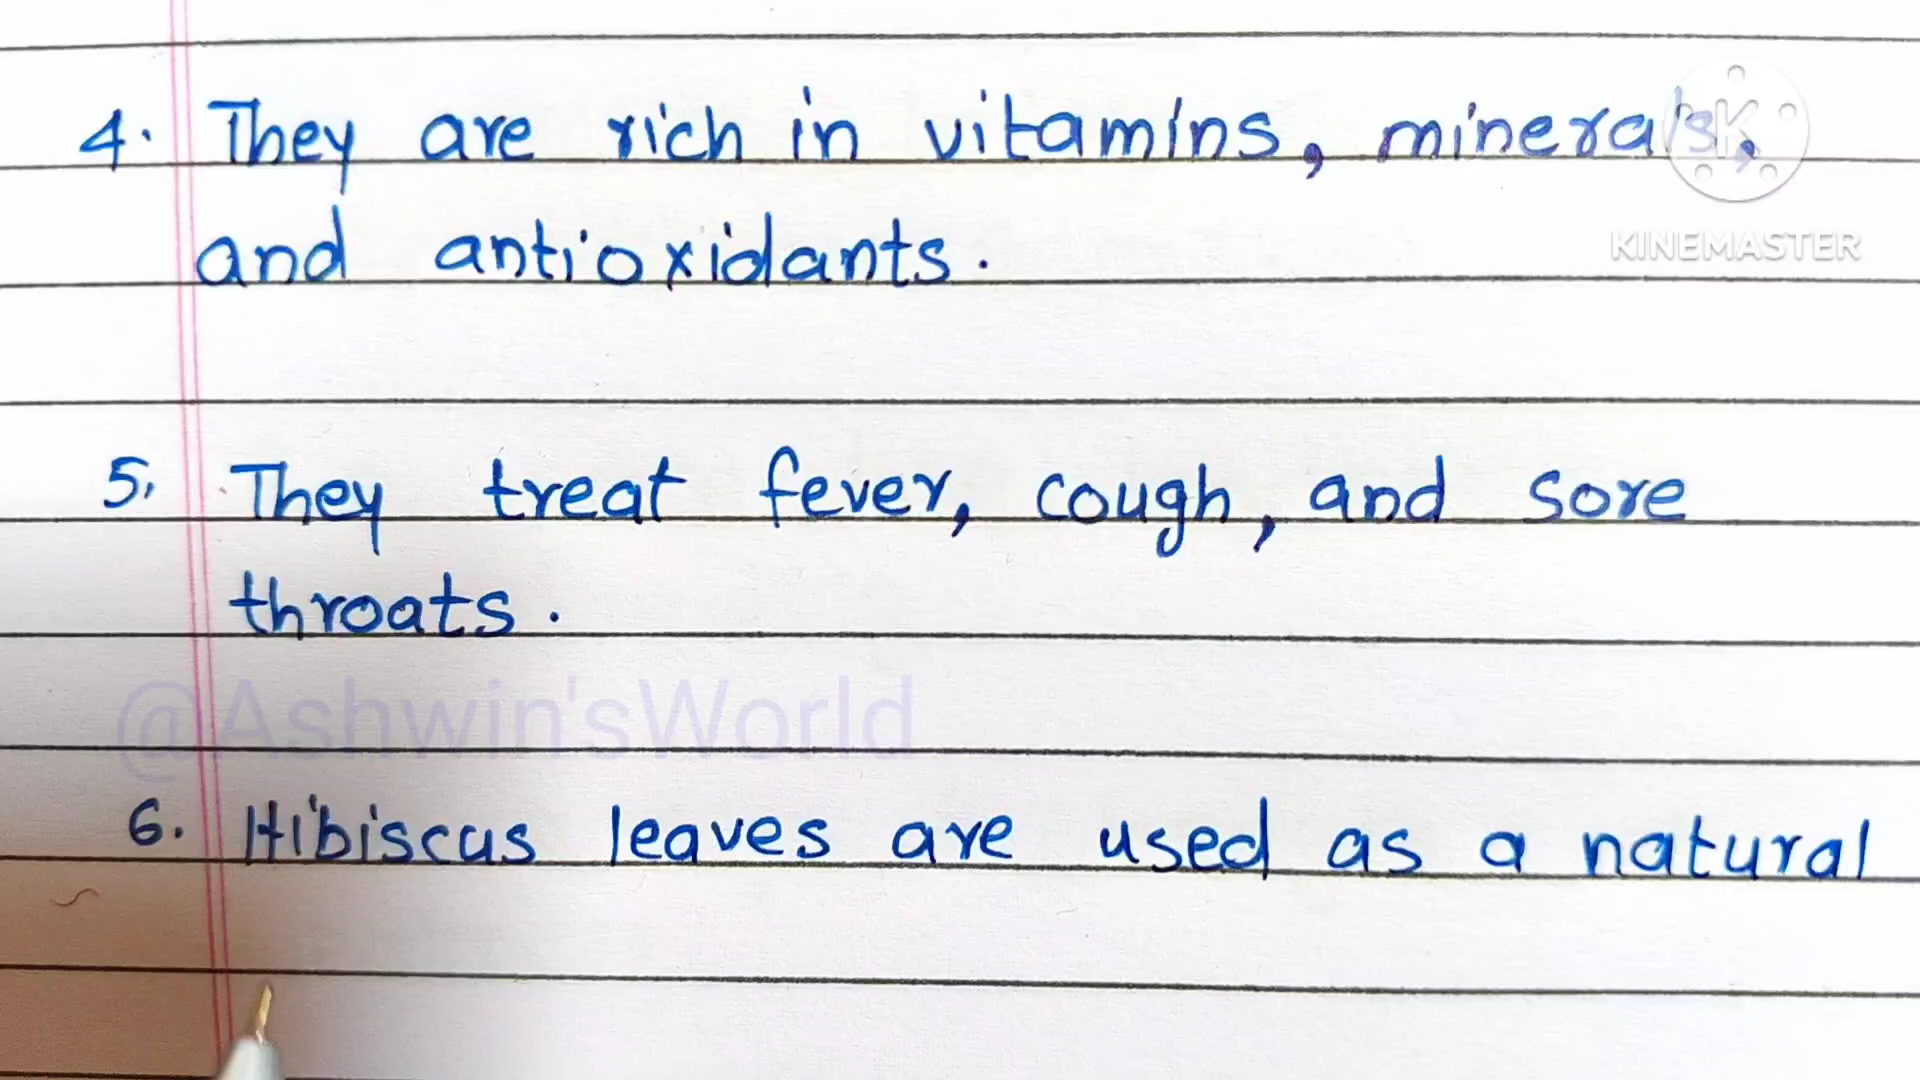 4. They are rich in vitamins, minerals,
KINEMASTER
and antioxidants.
5. They treat fever, cough, and sore
throats.
@Ashwin'sWorld
6. Hibiscus leaves are used as a natural